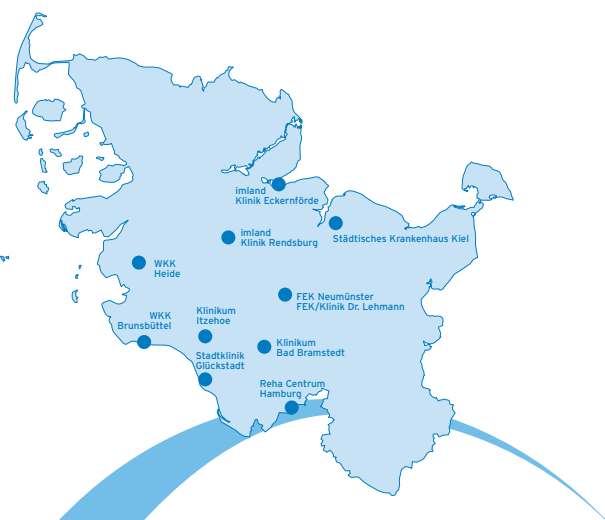 imland
Klinik Eckernförde
imland
Klinik Rendsburg
Städtisches Krankenhaus Kiel
WKK
Heide
FEK Neumünster
FEK/Klinik Dr. Lehmann
WKK
Brunsbüttel
Klinikum
Itzehoe
Klinikum
Bad Bramstedt
Stadtklinik
Glückstadt
Reha Centrum
Hamburg